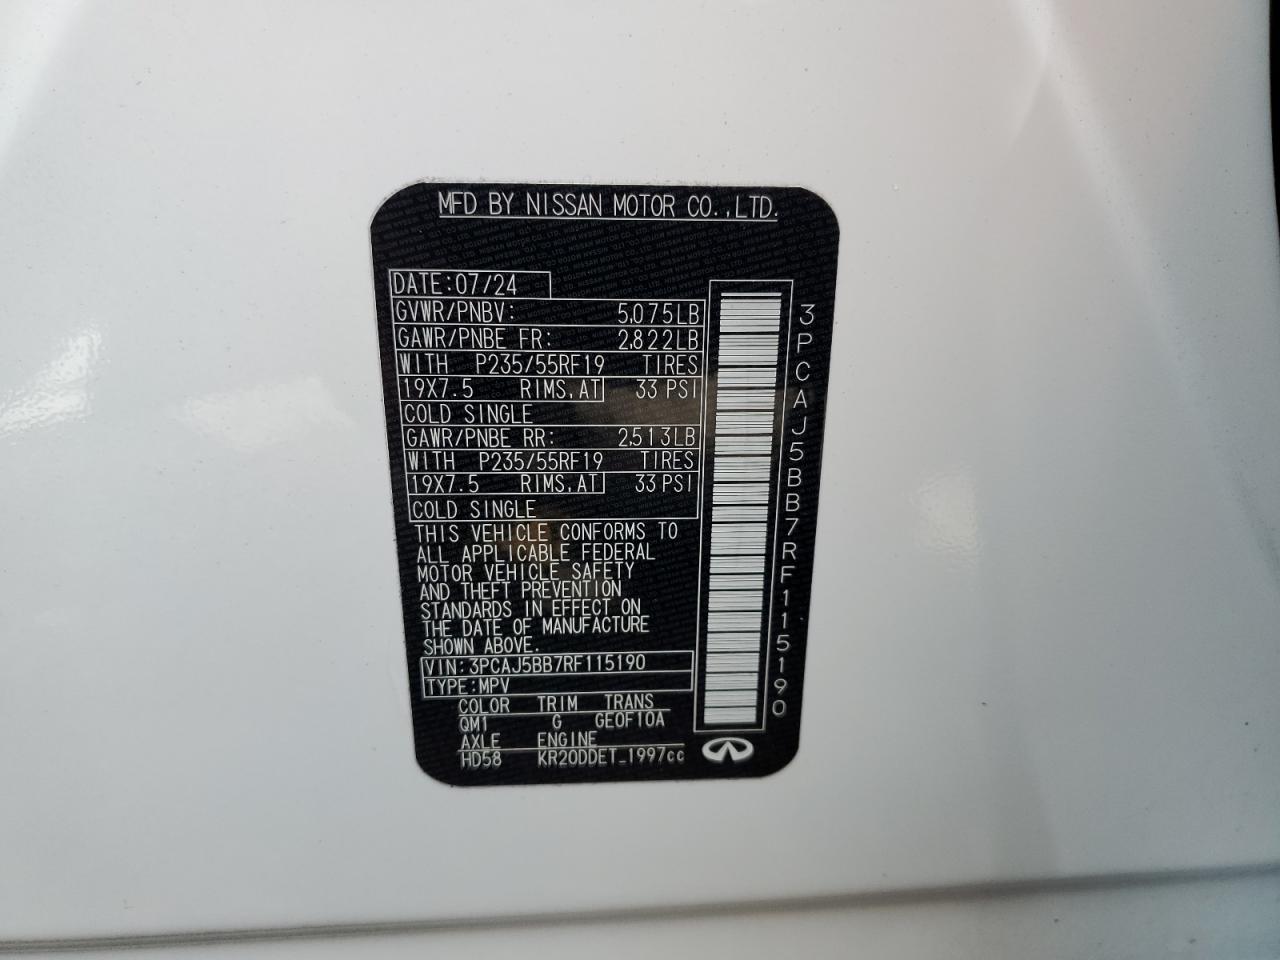 MFD BY NISSAN MOTOR CO.,LTD.
DATE:07/24
GVWR/PNBV: 5,075LB
GAWR/PNBE FR: 2,822LB
WITH P235/55RF19 TIRES
19X7.5 RIMS,AT 33 PSI
COLD SINGLE
GAWR/PNBE RR: 2,513LB
WITH P235/55RF19 TIRES
19X7.5 RIMS,AT 33 PSI
COLD SINGLE
THIS VEHICLE CONFORMS TO
ALL APPLICABLE FEDERAL
MOTOR VEHICLE SAFETY
AND THEFT PREVENTION
STANDARDS IN EFFECT ON
THE DATE OF MANUFACTURE
SHOWN ABOVE.
VIN:3PCAJ5BB7RF115190
TYPE:MPV
COLOR TRIM TRANS
QM1 G GE0F10A
AXLE ENGINE
HD58 KR20DDET_1997cc
3PCAJ5BB7RF115190